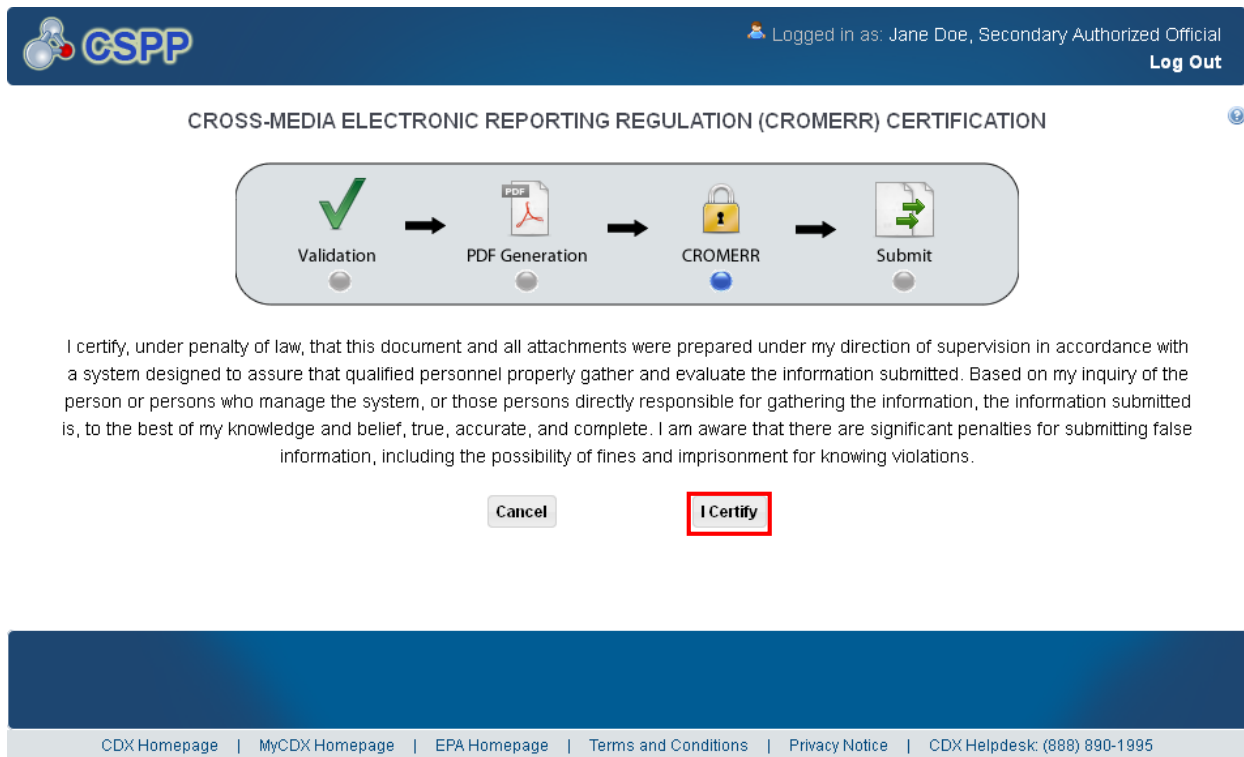 CSPP
Logged in as: Jane Doe, Secondary Authorized Official
Log Out
CROSS-MEDIA ELECTRONIC REPORTING REGULATION (CROMERR) CERTIFICATION
PDF
Validation PDF Generation CROMERR Submit
I certify, under penalty of law, that this document and all attachments were prepared under my direction of supervision in accordance with
a system designed to assure that qualified personnel properly gather and evaluate the information submitted. Based on my inquiry of the
person or persons who manage the system, or those persons directly responsible for gathering the information, the information submitted
is, to the best of my knowledge and belief, true, accurate, and complete. I am aware that there are significant penalties for submitting false
information, including the possibility of fines and imprisonment for knowing violations.
Cancel I Certify
CDX Homepage | MyCDX Homepage | EPA Homepage | Terms and Conditions | Privacy Notice | CDX Helpdesk: (888) 890-1995